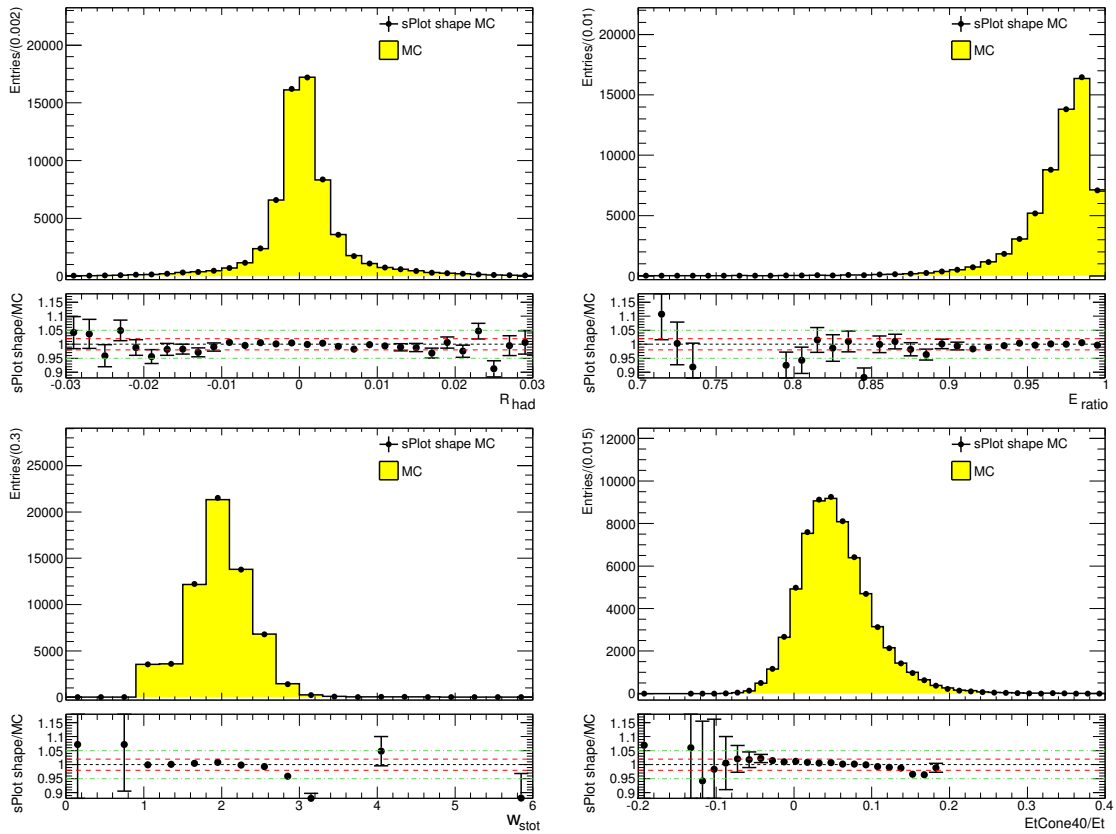 Entries/(0.002)
20000
15000
10000
5000
0
sPlot shape MC
MC
sPlot shape/MC
1.15
1.1
1.05
1
0.95
0.9
-0.03 -0.02 -0.01 0 0.01 0.02 0.03
R had
Entries/(0.01)
20000
15000
10000
5000
0
sPlot shape MC
MC
sPlot shape/MC
1.15
1.1
1.05
1
0.95
0.9
0.7 0.75 0.8 0.85 0.9 0.95 1
E ratio
Entries/(0.3)
25000
20000
15000
10000
5000
0
sPlot shape MC
MC
sPlot shape/MC
1.15
1.1
1.05
1
0.95
0.9
0 1 2 3 4 5 6
w stot
Entries/(0.015)
12000
10000
8000
6000
4000
2000
0
sPlot shape MC
MC
sPlot shape/MC
1.15
1.1
1.05
1
0.95
0.9
-0.2 -0.1 0 0.1 0.2 0.3 0.4
EtCone40/Et